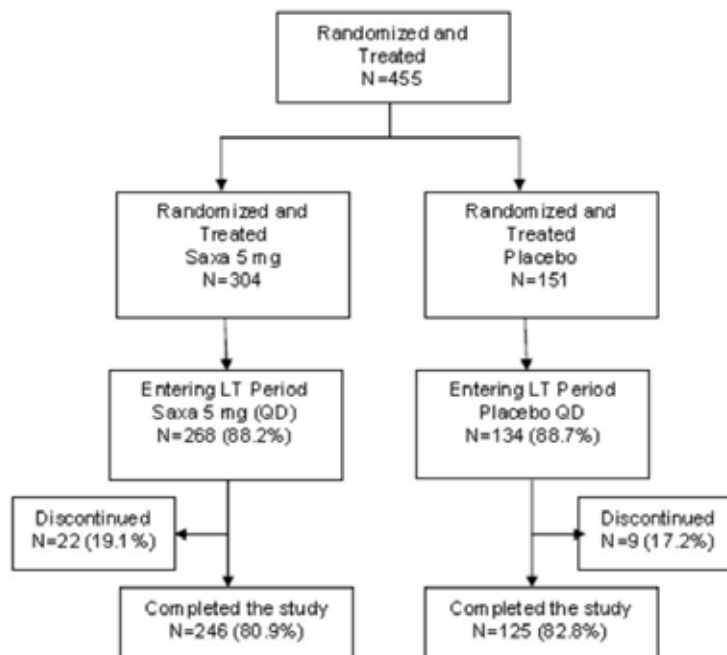 Randomized and
Treated
N=455
Randomized and
Treated
Saxa 5 mg
N=304
Randomized and
Treated
Placebo
N=151
Entering LT Period
Saxa 5 mg (QD)
N=268 (88.2%)
Entering LT Period
Placebo QD
N=134 (88.7%)
Discontinued
N=22 (19.1%)
Discontinued
N=9 (17.2%)
Completed the study
N=246 (80.9%)
Completed the study
N=125 (82.8%)